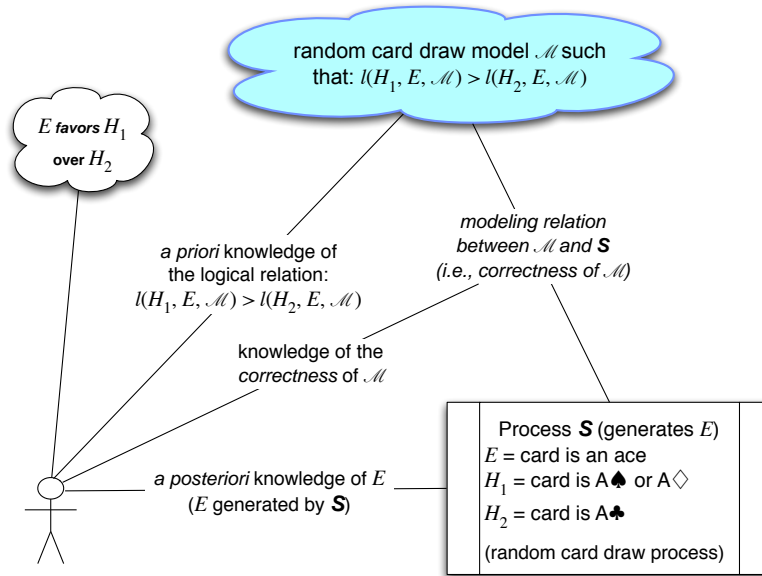 random card draw model ℳ such
that: l(H₁, E, ℳ) > l(H₂, E, ℳ)
E favors H₁
over H₂
modeling relation
between ℳ and S
(i.e., correctness of ℳ)
a priori knowledge of
the logical relation:
l(H₁, E, ℳ) > l(H₂, E, ℳ)
knowledge of the
correctness of ℳ
Process S (generates E)
E = card is an ace
H₁ = card is A♠ or A♢
H₂ = card is A♣
(random card draw process)
a posteriori knowledge of E
(E generated by S)